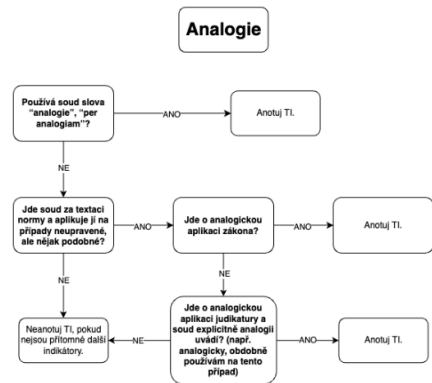 Analogie
Používá soud slova
“analogie”, “per
analogiam”?
ANO
Anotuj TI.
NE
Jde soud za textaci
normy a aplikuje jí na
případy neupravené,
ale nějak podobné?
ANO
Jde o analogickou
aplikaci zákona?
ANO
Anotuj TI.
NE
NE
Neanotuj TI, pokud
nejsou přítomné další
indikátory.
NE
Jde o analogickou
aplikaci judikatury a
soud explicitně analogii
uvádí? (např.
analogicky, obdobně
používám na tento
případ)
ANO
Anotuj TI.